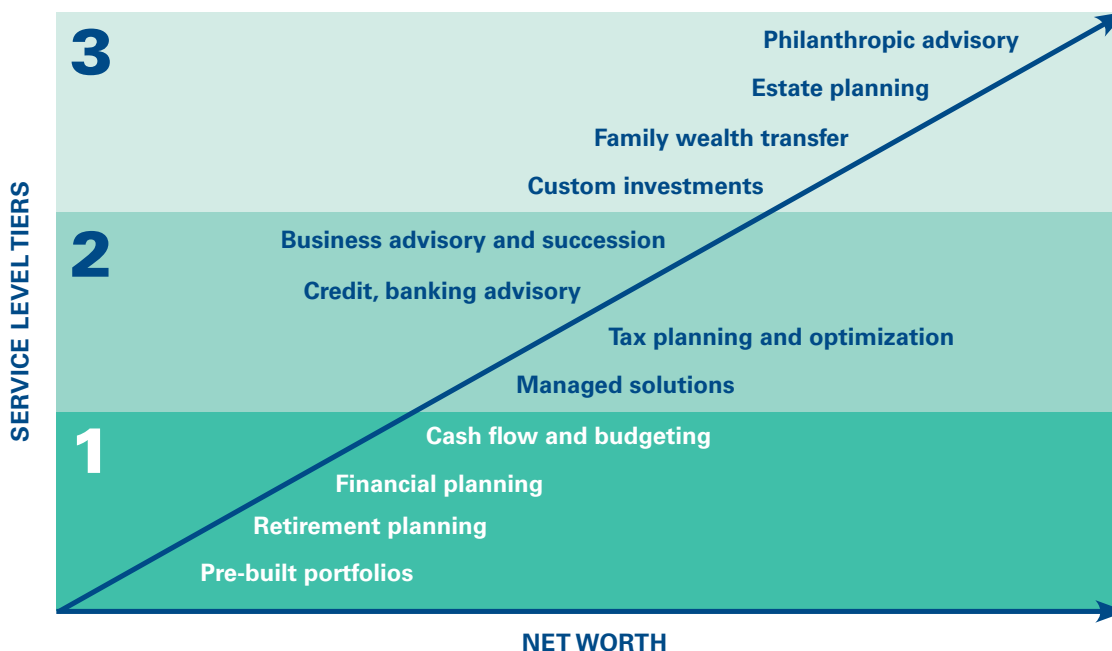 3
Philanthropic advisory
Estate planning
Family wealth transfer
Custom investments
2
Business advisory and succession
Credit, banking advisory
Tax planning and optimization
Managed solutions
1
Cash flow and budgeting
Financial planning
Retirement planning
Pre-built portfolios
SERVICE LEVEL TIERS
NET WORTH